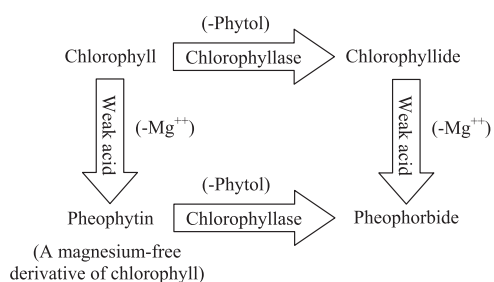 (-Phytol)
Chlorophyll Chlorophyllase Chlorophyllide
Weak acid (-Mg⁺⁺) Weak acid (-Mg⁺⁺)
(-Phytol)
Pheophytin Chlorophyllase Pheophorbide
(A magnesium-free
derivative of chlorophyll)